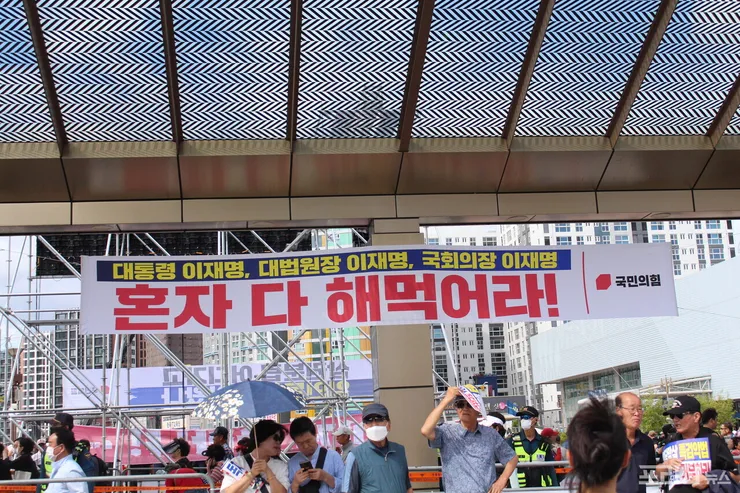 대통령 이재명, 대법원장 이재명, 국회의장 이재명
혼자 다 해먹어라!
국민의힘